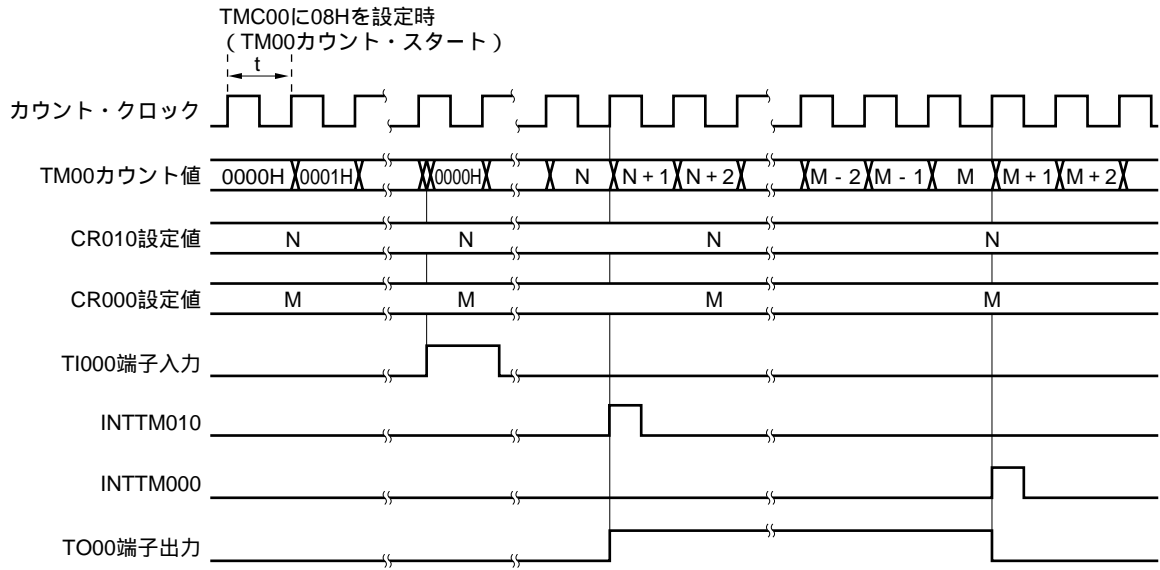 TMC00に08Hを設定時
（TM00カウント・スタート）
t
カウント・クロック
TM00カウント値 0000H 0001H 0000H N N + 1 N + 2 M - 2 M - 1 M M + 1 M + 2
CR010設定値 N N N N
CR000設定値 M M M M
TI000端子入力
INTTM010
INTTM000
TO00端子出力